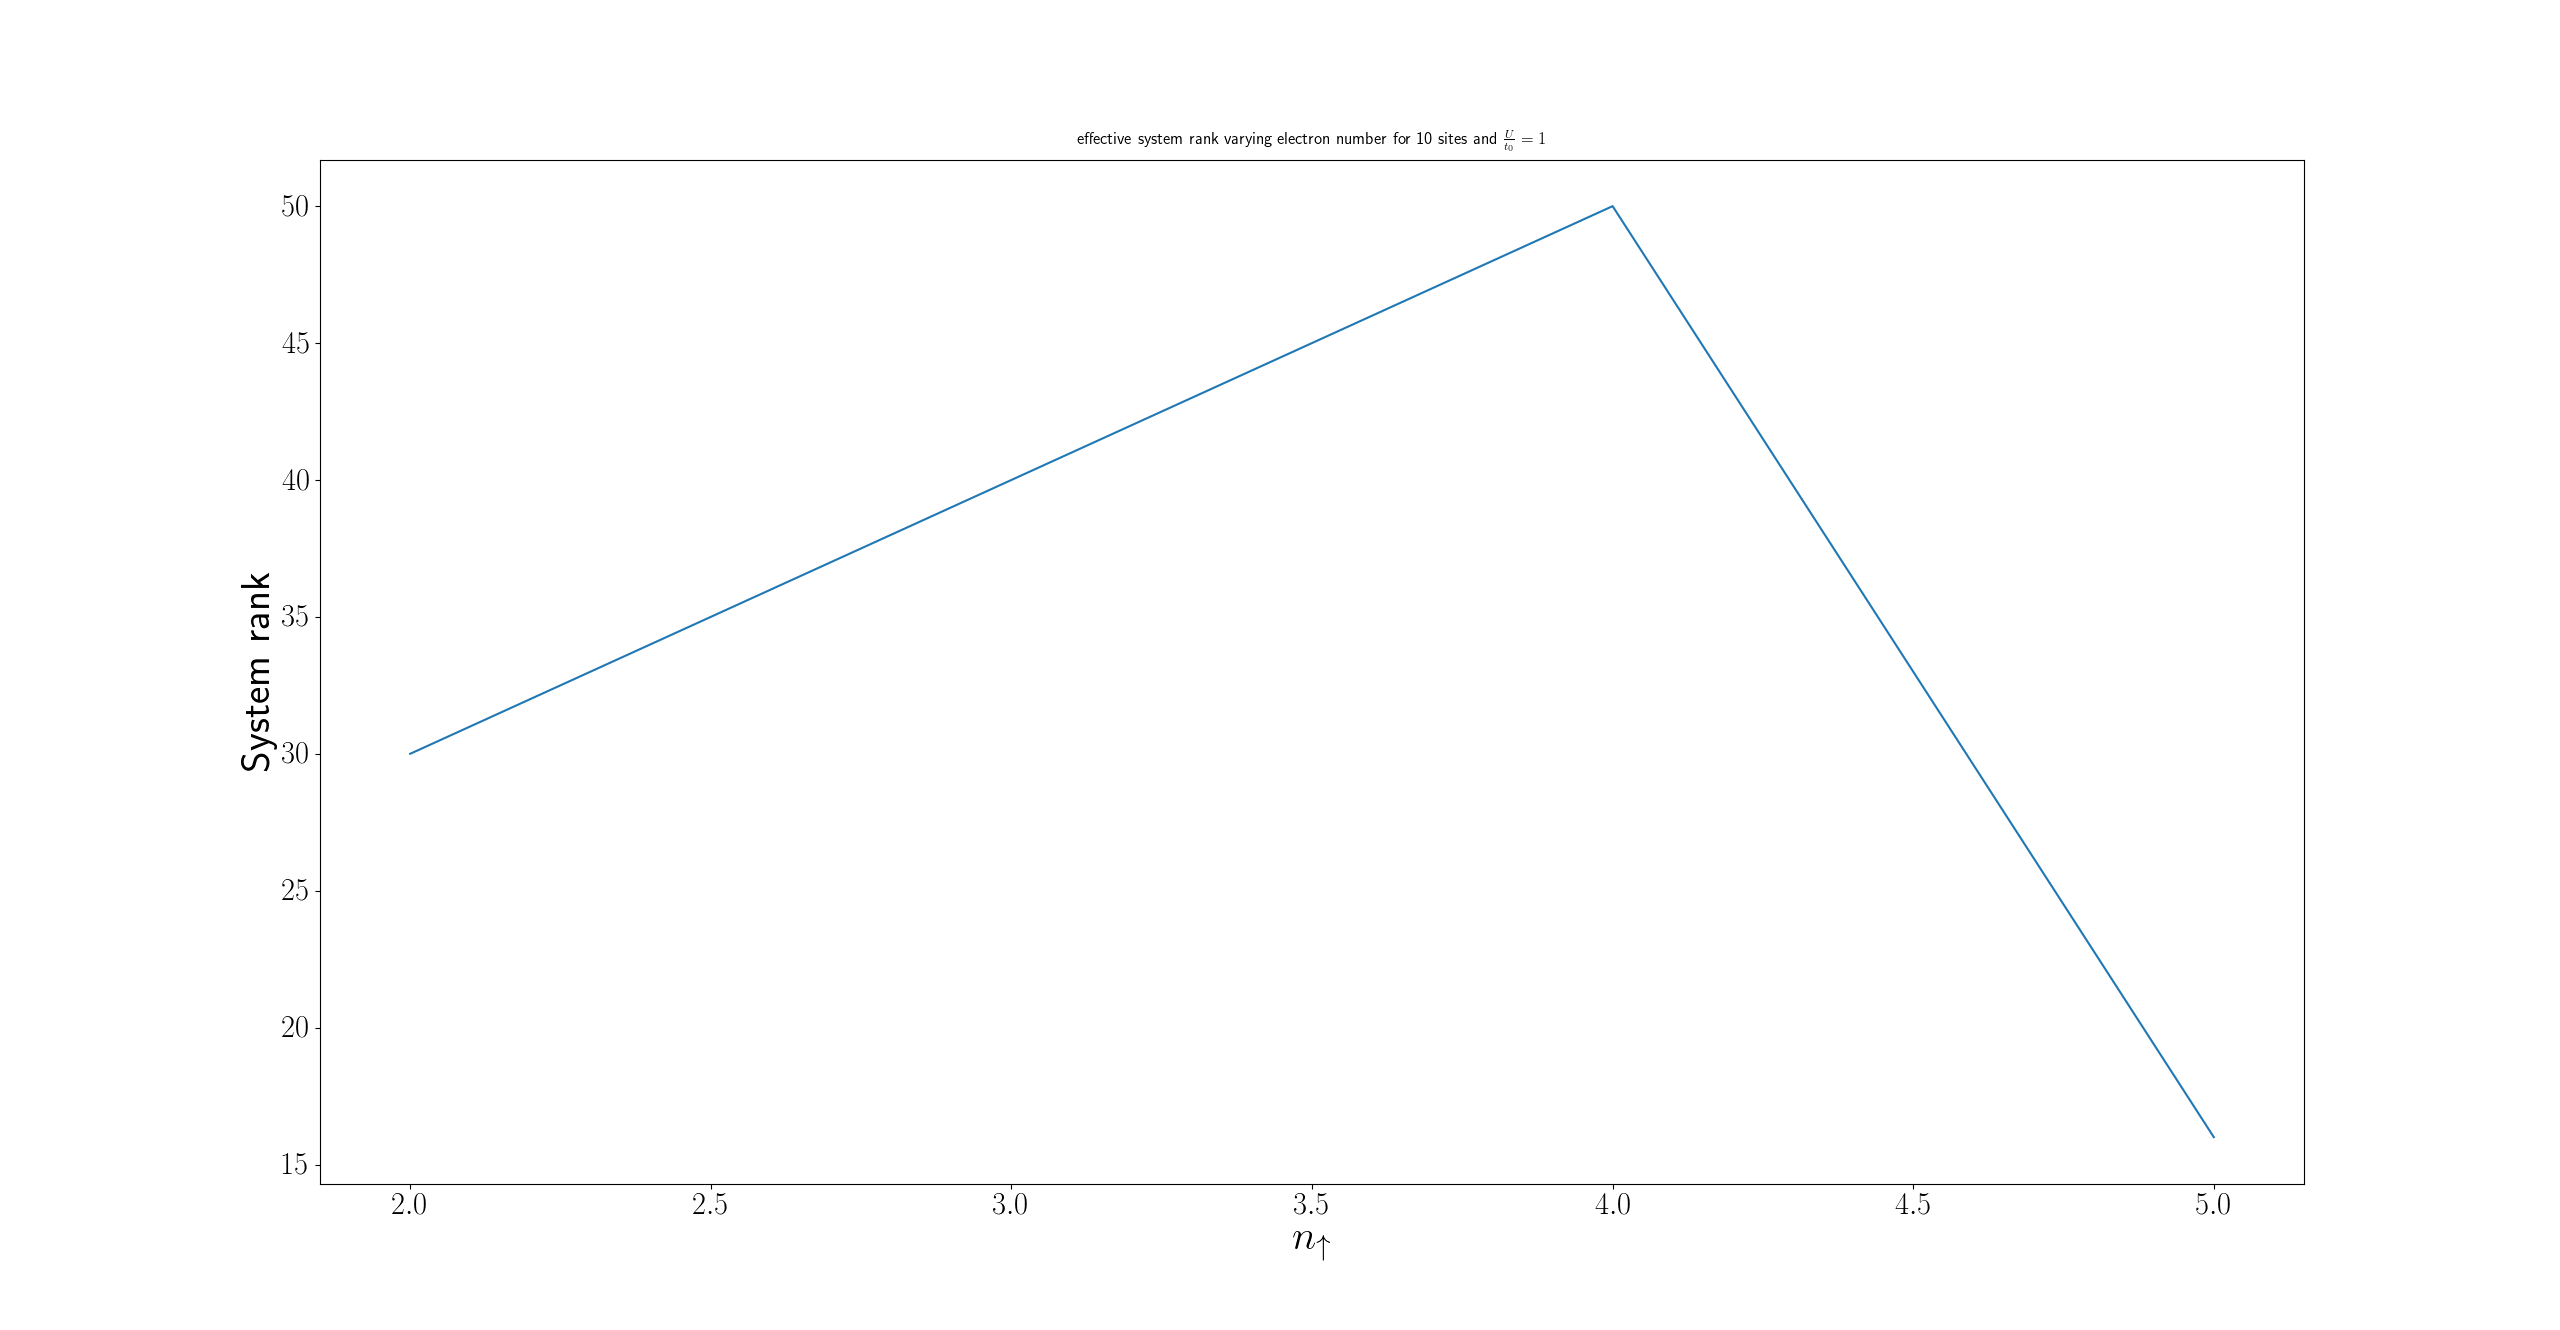 effective system rank varying electron number for 10 sites and U/t₀ = 1
System rank
50
45
40
35
30
25
20
15
2.0 2.5 3.0 3.5 4.0 4.5 5.0
n↑